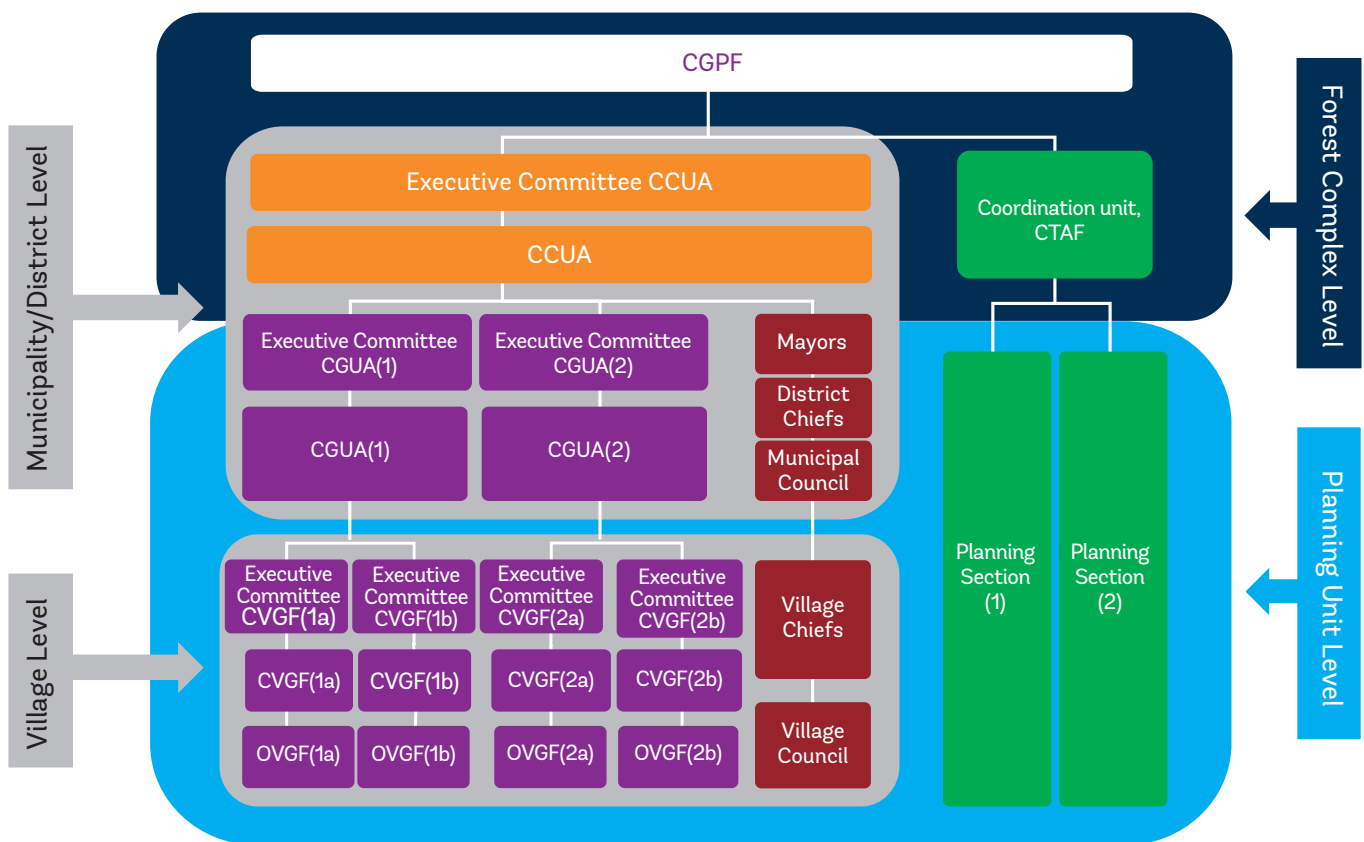 CGPF
Municipality/District Level
Forest Complex Level
Executive Committee CCUA
Coordination unit,
CTAF
CCUA
Executive Committee
CGUA(1)
Executive Committee
CGUA(2)
Mayors
District
Chiefs
CGUA(1)
CGUA(2)
Municipal
Council
Planning Unit Level
Planning
Section
(1)
Planning
Section
(2)
Village Level
Executive
Committee
CVGF(1a)
Executive
Committee
CVGF(1b)
Executive
Committee
CVGF(2a)
Executive
Committee
CVGF(2b)
Village
Chiefs
CVGF(1a)
CVGF(1b)
CVGF(2a)
CVGF(2b)
OVGF(1a)
OVGF(1b)
OVGF(2a)
OVGF(2b)
Village
Council